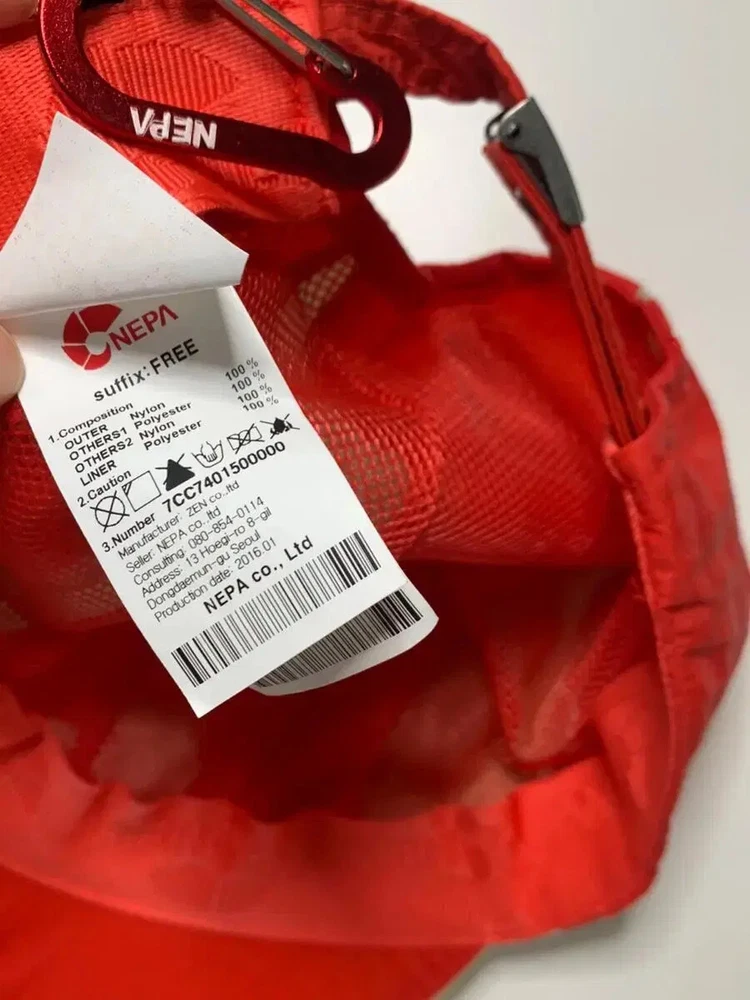 NEPA
NEPA
suffix: FREE
1.Composition
OUTER Nylon 100 %
OTHERS1 Polyester 100 %
OTHERS2 Nylon 100 %
LINER Polyester 100 %
2.Caution
3.Number 7CC7401500000
Manufacturer: ZEN co.,ltd
Seller: NEPA co.,ltd
Consulting: 080-854-0114
Address: 13 Hoegi-ro 8-gil
Dongdaemun-gu Seoul
Production date: 2016.01
NEPA co., Ltd